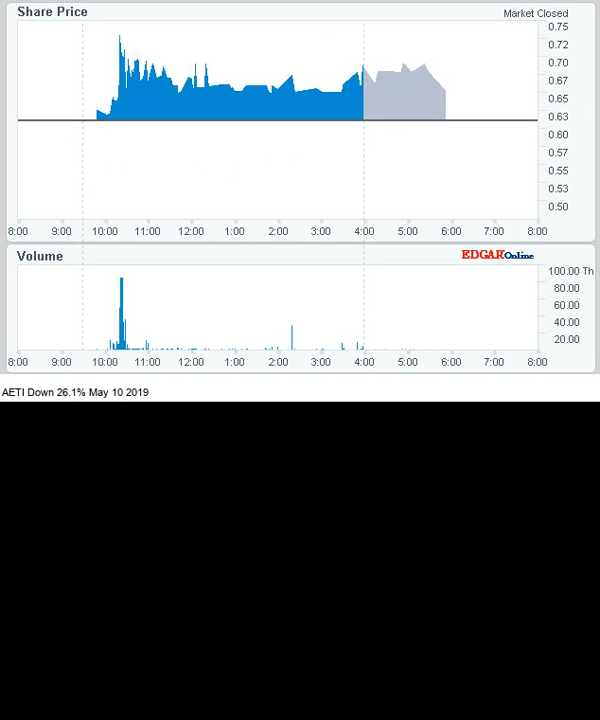 Share Price
Market Closed
0.75
0.72
0.70
0.67
0.65
0.63
0.60
0.57
0.55
0.53
0.50
8:00 9:00 10:00 11:00 12:00 1:00 2:00 3:00 4:00 5:00 6:00 7:00 8:00
Volume
EDGAROnline
100.00 Th
80.00
60.00
40.00
20.00
8:00 9:00 10:00 11:00 12:00 1:00 2:00 3:00 4:00 5:00 6:00 7:00 8:00
AETI Down 26.1% May 10 2019